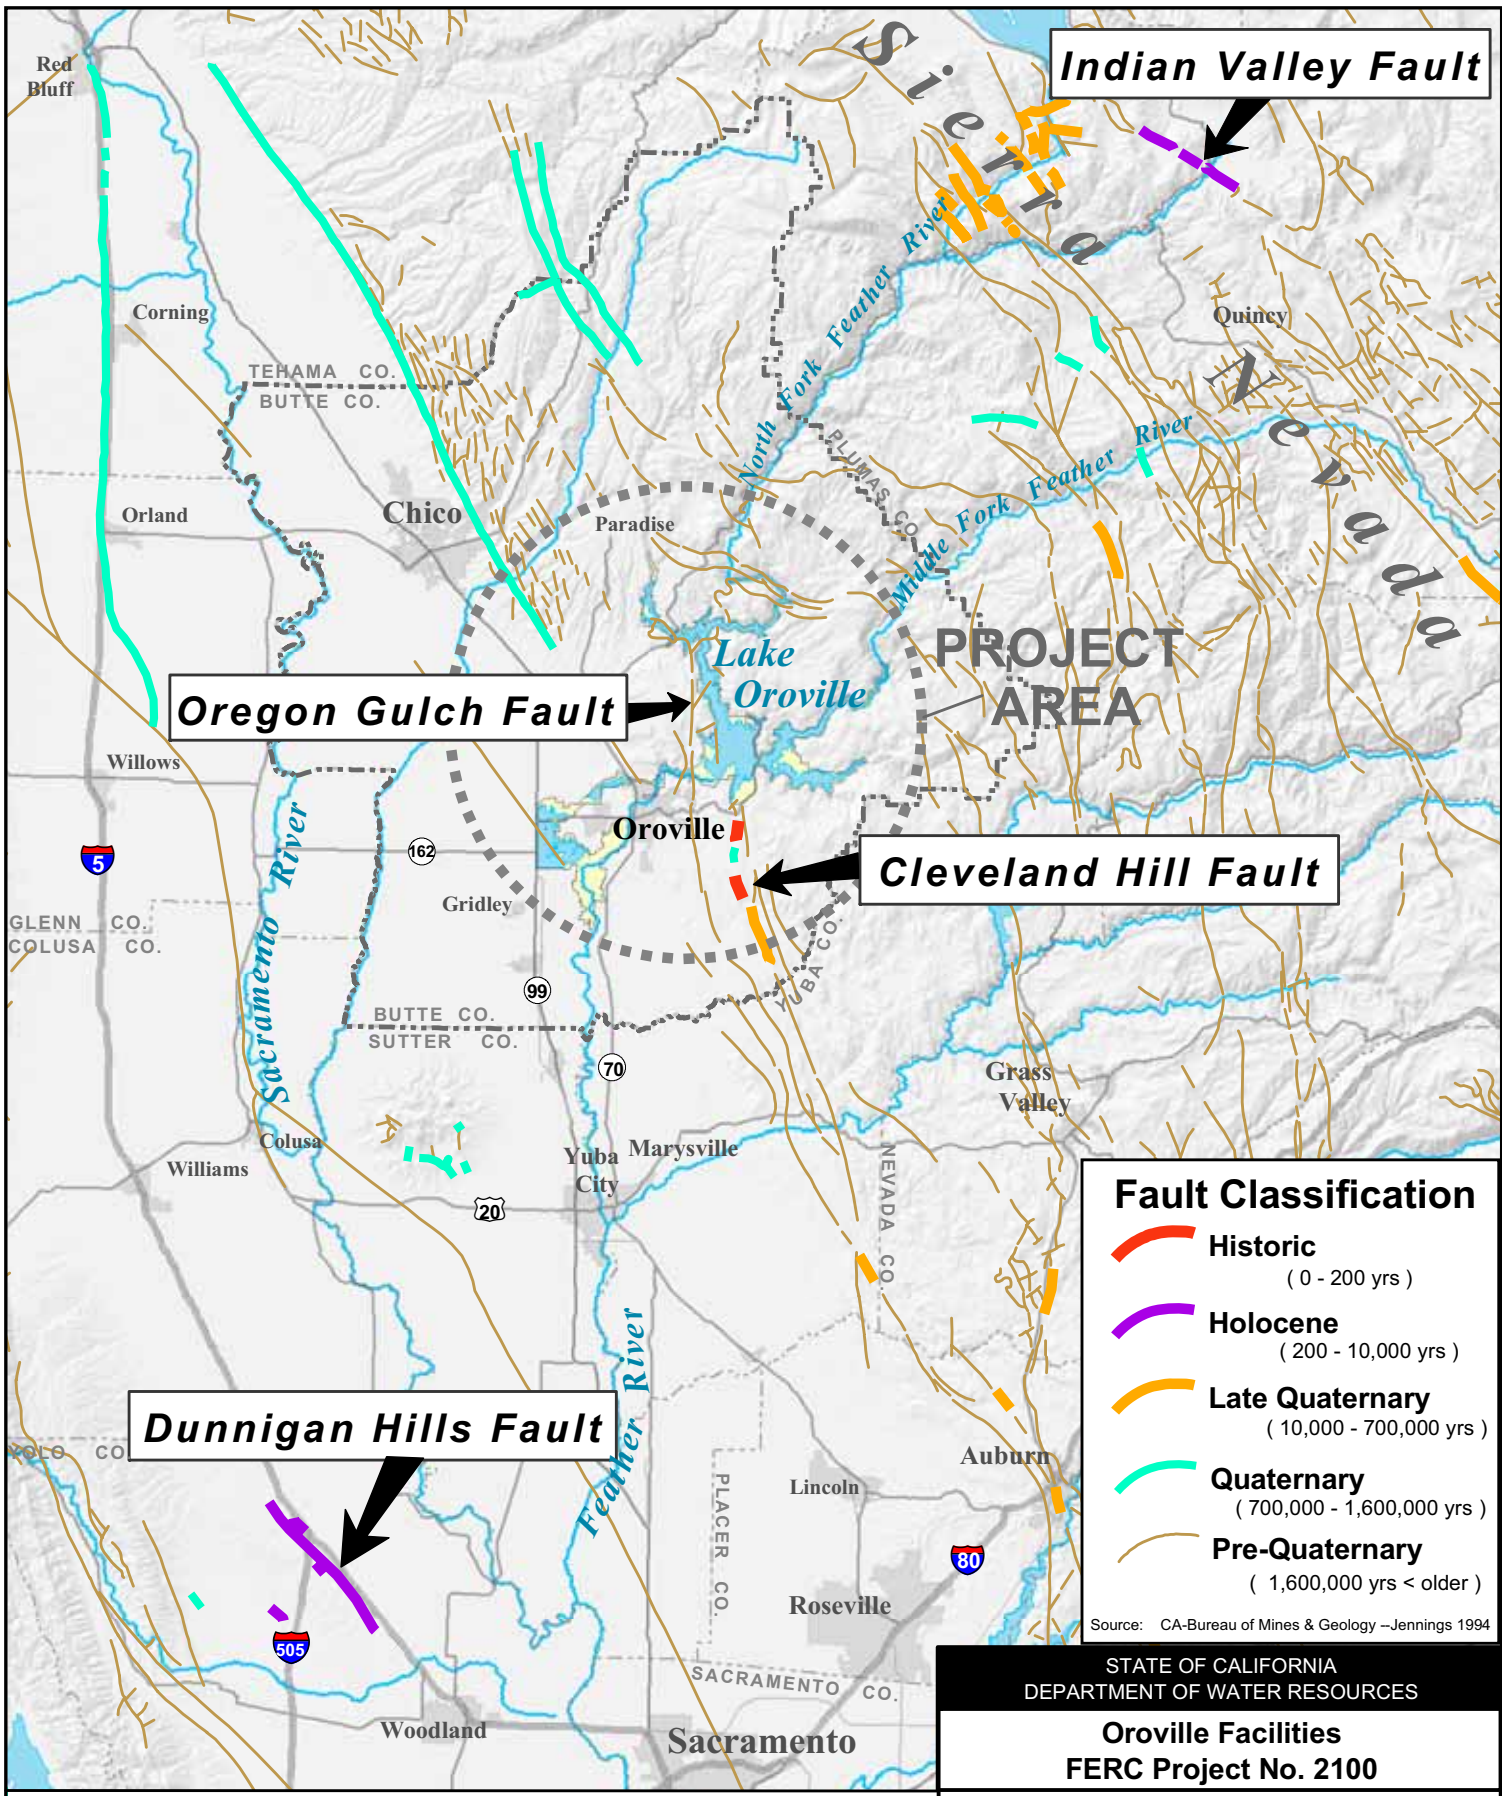 Red
Bluff
Sierra
Indian Valley Fault
Corning
TEHAMA CO.
BUTTE CO.
North Fork Feather River
Quincy
Nevada
PLUMAS CO.
Middle Fork Feather River
Orland
Chico
Paradise
Lake
Oroville
PROJECT
AREA
Oregon Gulch Fault
Willows
Sacramento River
5
162
Oroville
Cleveland Hill Fault
Gridley
GLENN CO.
COLUSA CO.
YUBA CO.
99
BUTTE CO.
SUTTER CO.
70
Grass
Valley
Colusa
Williams
Yuba
City
Marysville
NEVADA CO.
20
Feather River
Dunnigan Hills Fault
YOLO CO.
PLACER CO.
Lincoln
Auburn
80
Roseville
505
SACRAMENTO CO.
Woodland
Sacramento
Fault Classification
Historic
( 0 - 200 yrs )
Holocene
( 200 - 10,000 yrs )
Late Quaternary
( 10,000 - 700,000 yrs )
Quaternary
( 700,000 - 1,600,000 yrs )
Pre-Quaternary
( 1,600,000 yrs < older )
Source: CA-Bureau of Mines & Geology --Jennings 1994
STATE OF CALIFORNIA
DEPARTMENT OF WATER RESOURCES
Oroville Facilities
FERC Project No. 2100